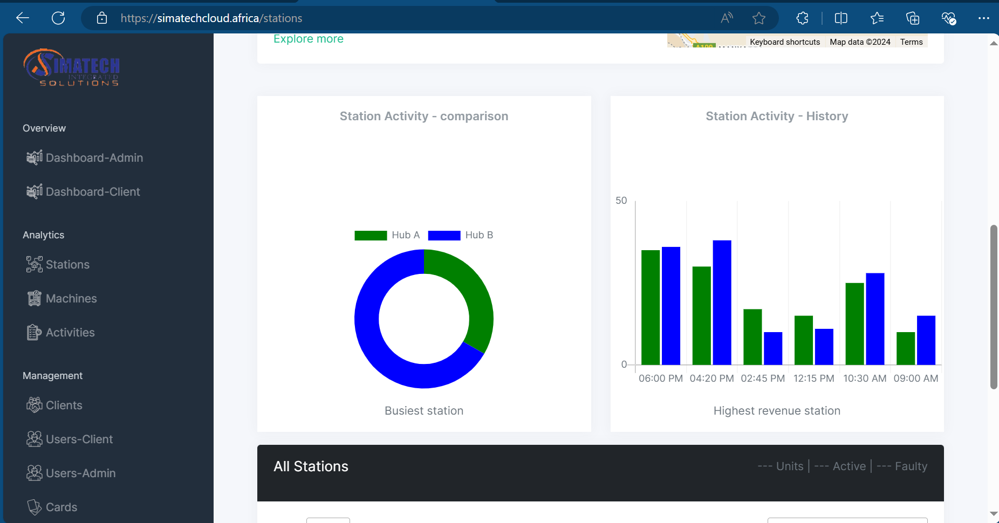 https://simatechcloud.africa/stations
SIMATECH
INTEGRATED
SOLUTIONS
Overview
Dashboard-Admin
Dashboard-Client
Analytics
Stations
Machines
Activities
Management
Clients
Users-Client
Users-Admin
Cards
Explore more
A109
Keyboard shortcuts Map data ©2024 Terms
Station Activity - comparison
Hub A Hub B
Busiest station
Station Activity - History
50
0
06:00 PM 04:20 PM 02:45 PM 12:15 PM 10:30 AM 09:00 AM
Highest revenue station
All Stations
--- Units | --- Active | --- Faulty